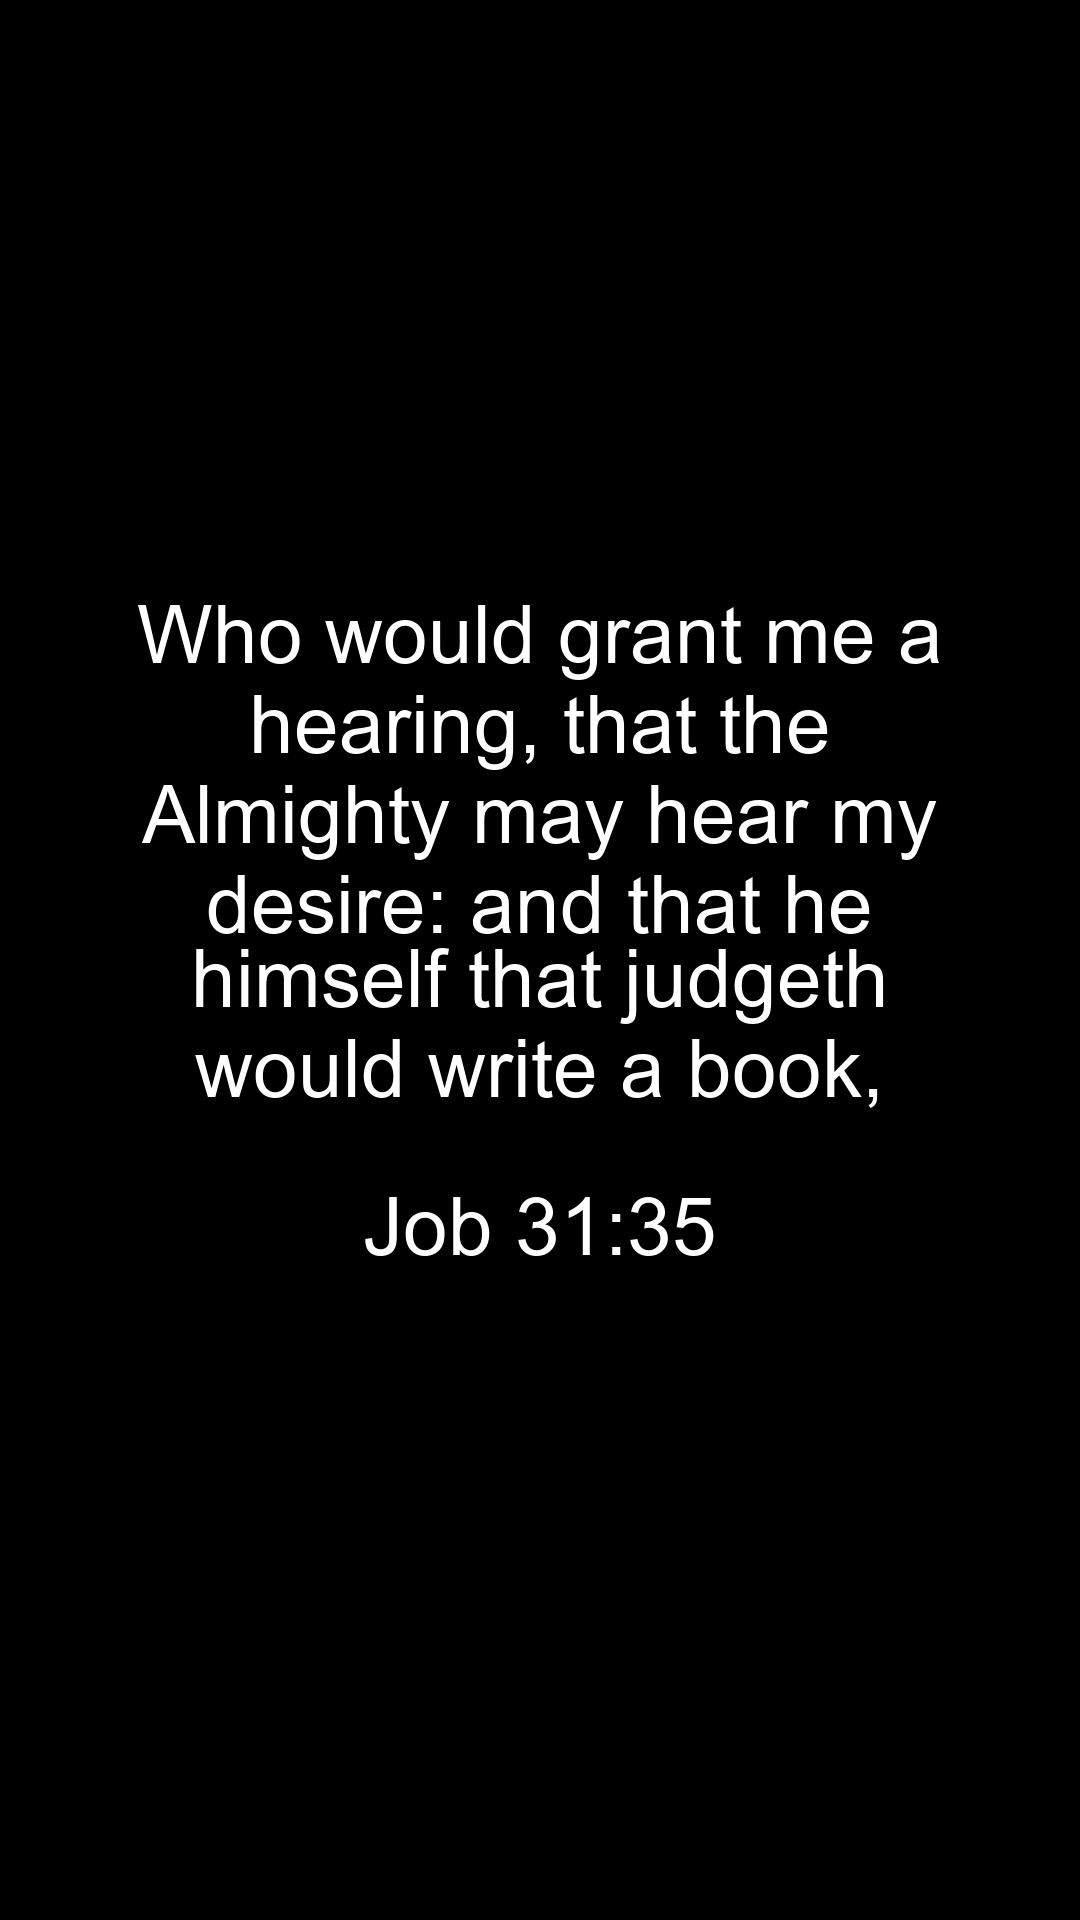 Who would grant me a
hearing, that the
Almighty may hear my
desire: and that he
himself that judgeth
would write a book,
Job 31:35